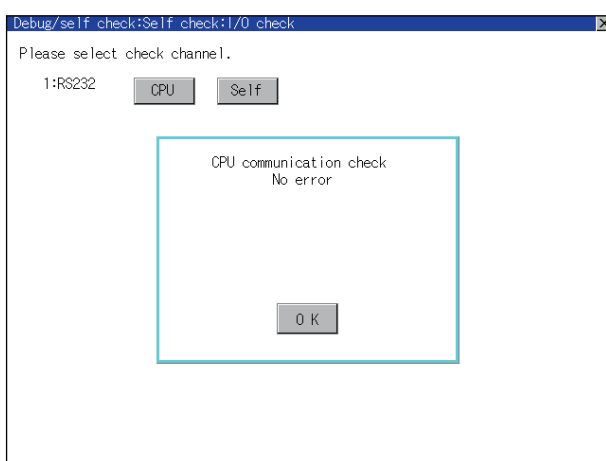 Debug/self check:Self check:I/O check
Please select check channel.
1:RS232 CPU Self
CPU communication check
No error
OK